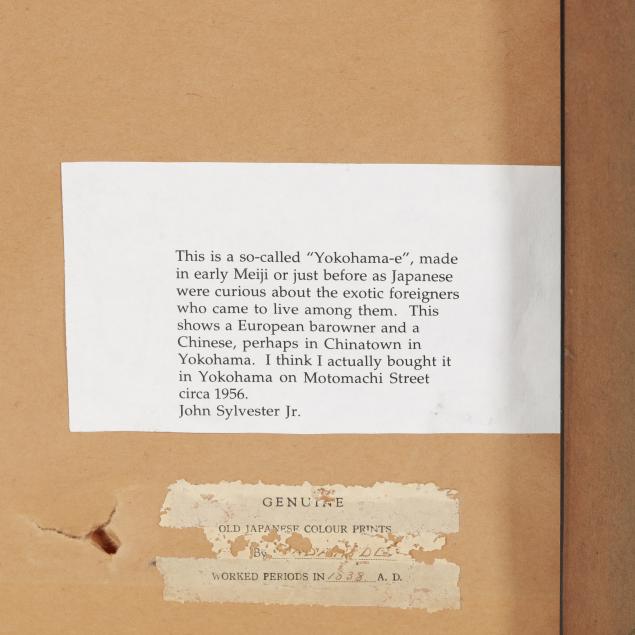 This is a so-called “Yokohama-e”, made
in early Meiji or just before as Japanese
were curious about the exotic foreigners
who came to live among them.  This
shows a European barowner and a
Chinese, perhaps in Chinatown in
Yokohama.  I think I actually bought it
in Yokohama on Motomachi Street
circa 1956.
John Sylvester Jr.
GENUINE
OLD JAPANESE COLOUR PRINTS
By
WORKED PERIODS IN 1838 A. D.